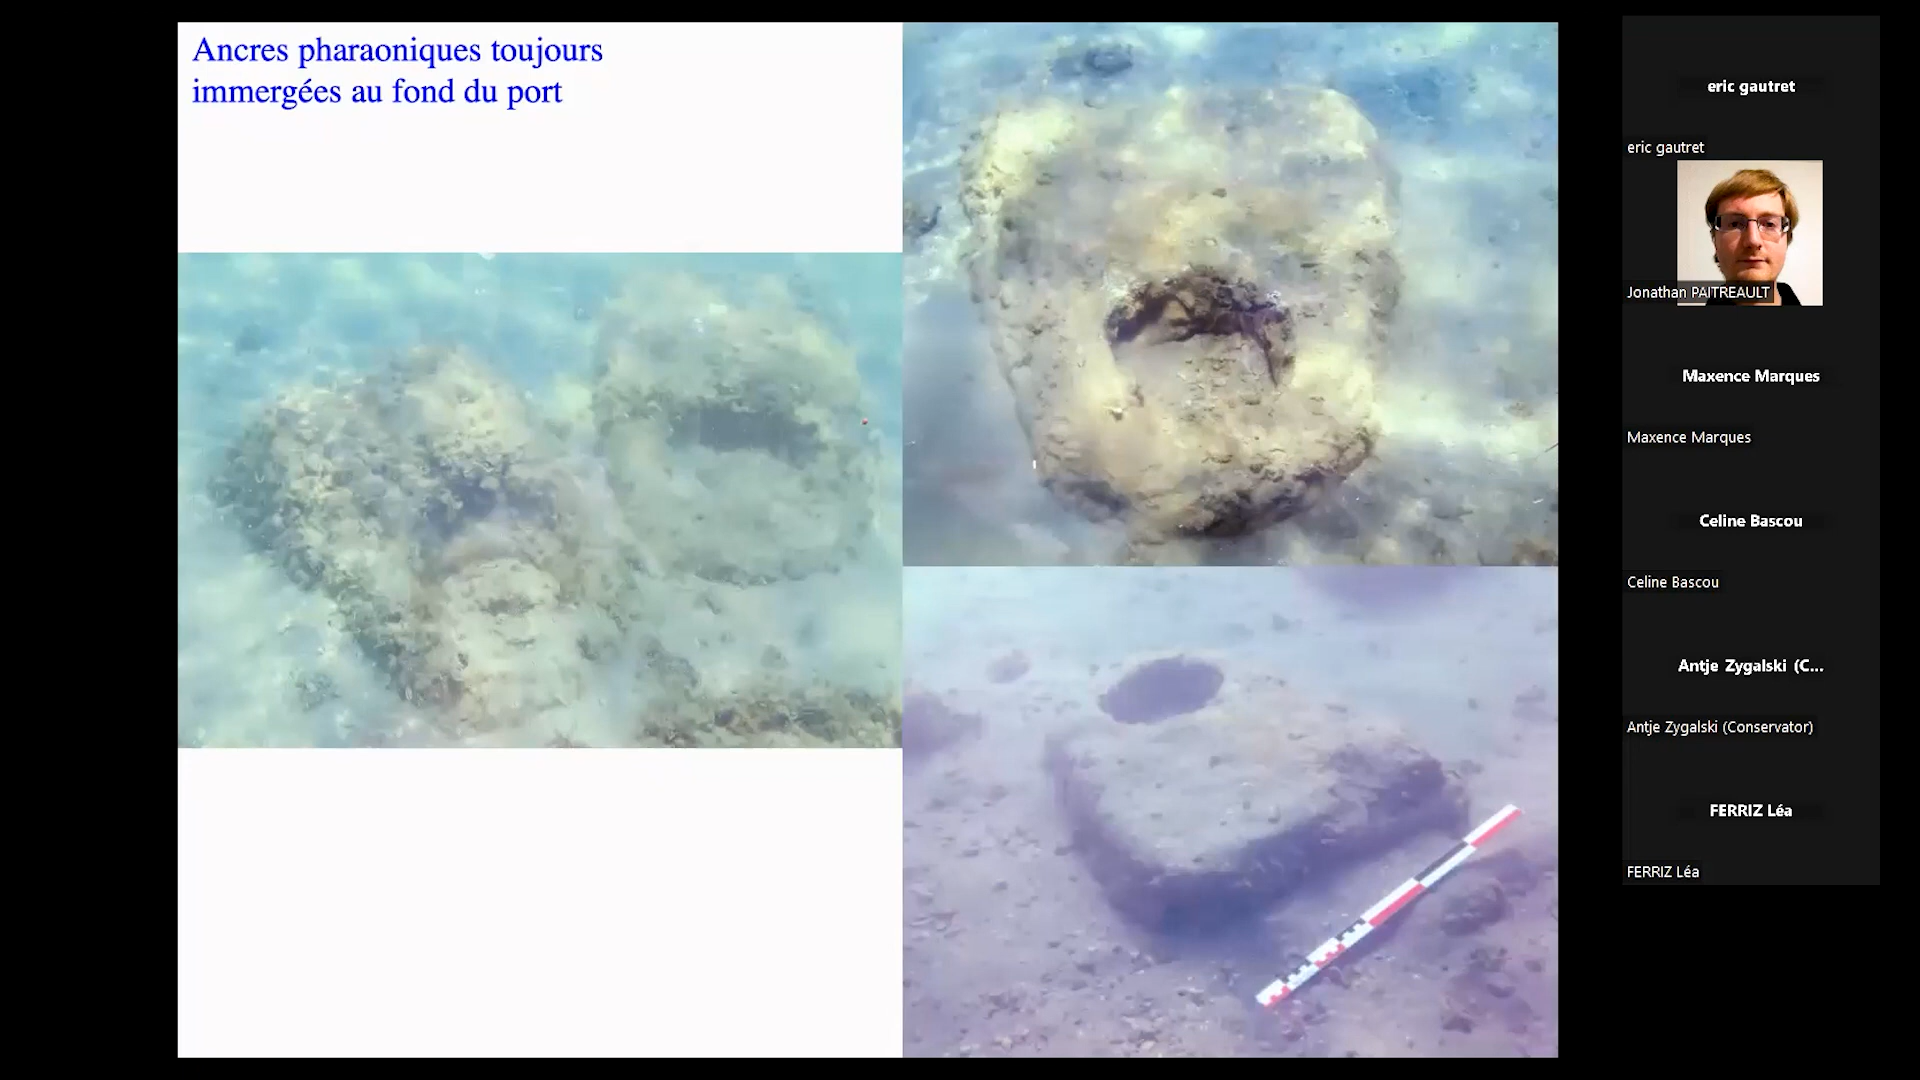 Ancres pharaoniques toujours
immergées au fond du port
eric gautret
eric gautret
Jonathan PAITREAULT
Maxence Marques
Maxence Marques
Celine Bascou
Celine Bascou
Antje Zygalski (C...
Antje Zygalski (Conservator)
FERRIZ Léa
FERRIZ Léa